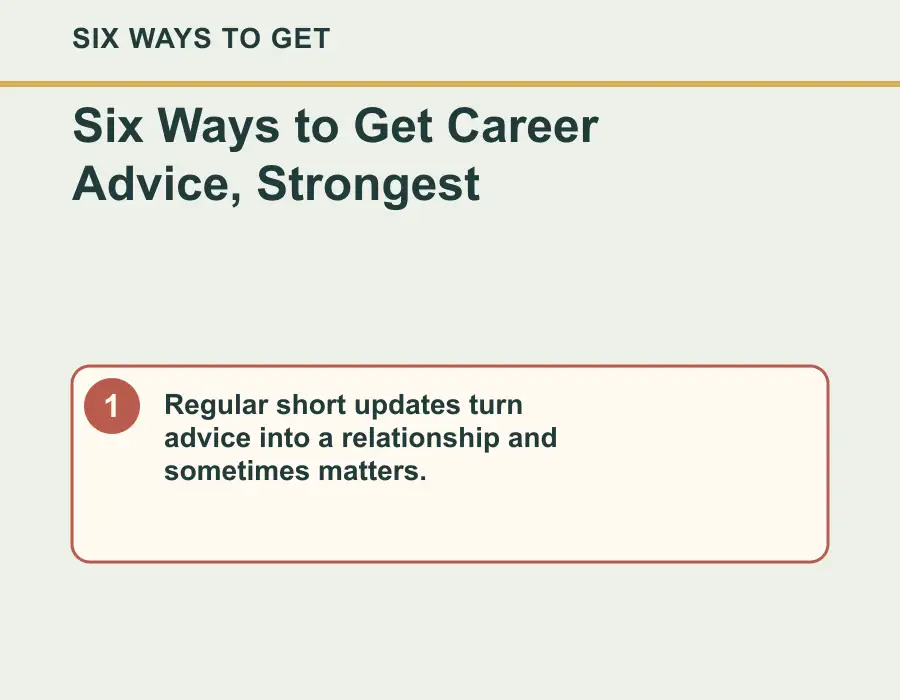 SIX WAYS TO GET
Six Ways to Get Career
Advice, Strongest
1
Regular short updates turn
advice into a relationship and
sometimes matters.